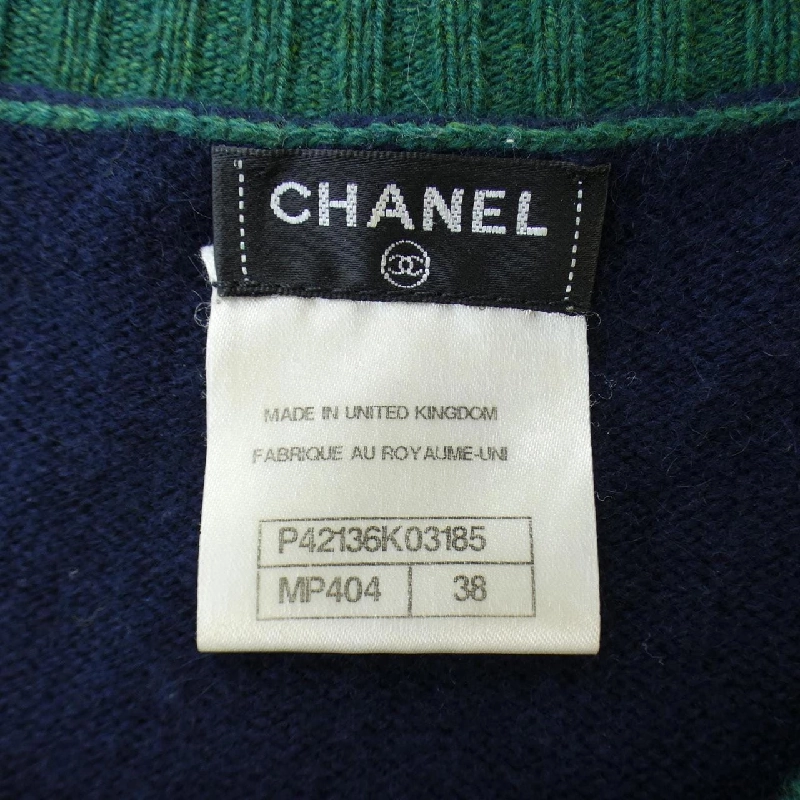 CHANEL
MADE IN UNITED KINGDOM
FABRIQUE AU ROYAUME-UNI
P42136K03185
MP404 38